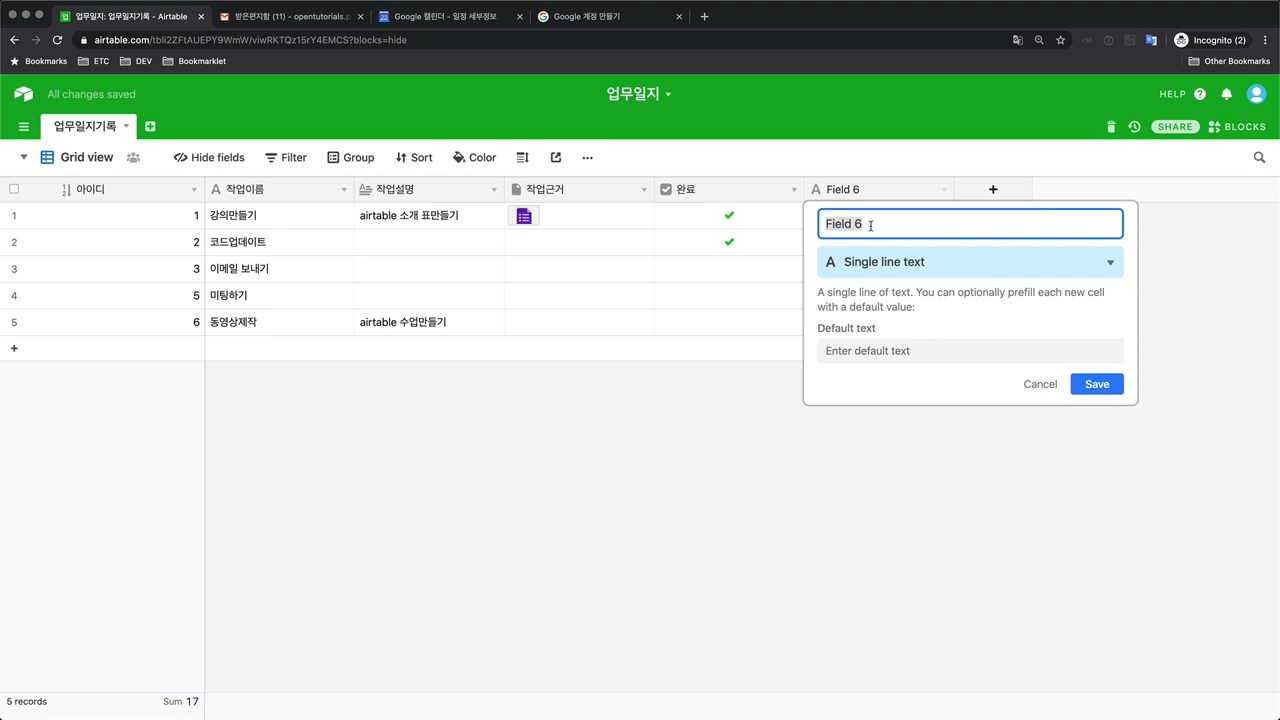 업무일지: 업무일지기록 - Airtable
받은편지함 (11) - opentutorials.p
Google 캘린더 - 일정 세부정보
Google 계정 만들기
airtable.com/tbli2ZFtAUEPY9WmW/viwRKTQz15rY4EMCS?blocks=hide
Incognito (2)
Bookmarks
ETC
DEV
Bookmarklet
Other Bookmarks
All changes saved
업무일지
HELP
업무일지기록
SHARE
BLOCKS
Grid view
Hide fields
Filter
Group
Sort
Color
아이디 작업이름 작업설명 작업근거 완료 Field 6
1 1 강의만들기 airtable 소개 표만들기
2 2 코드업데이트
3 3 이메일 보내기
4 5 미팅하기
5 6 동영상제작 airtable 수업만들기
Field 6
Single line text
A single line of text. You can optionally prefill each new cell
with a default value:
Default text
Enter default text
Cancel
Save
5 records
Sum 17